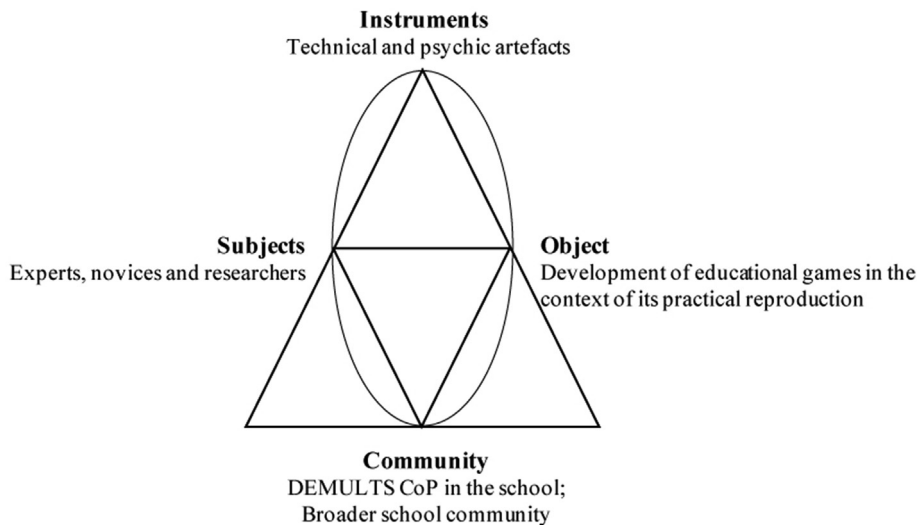 Instruments
Technical and psychic artefacts
Subjects
Experts, novices and researchers
Object
Development of educational games in the
context of its practical reproduction
Community
DEMULTS CoP in the school;
Broader school community